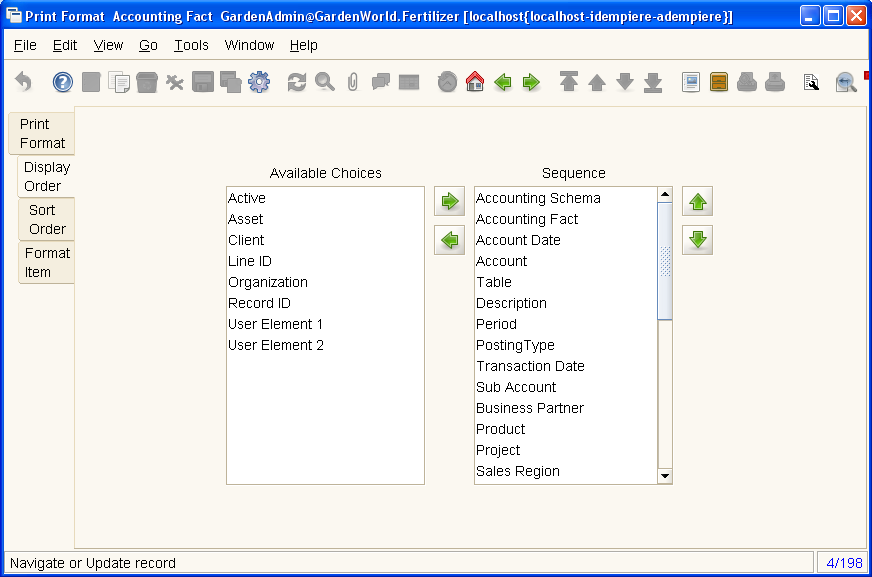 Print Format  Accounting Fact  GardenAdmin@GardenWorld.Fertilizer [localhost{localhost-idempiere-adempiere}]
File Edit View Go Tools Window Help
Print
Format
Display
Order
Sort
Order
Format
Item
Available Choices
Active
Asset
Client
Line ID
Organization
Record ID
User Element 1
User Element 2
Sequence
Accounting Schema
Accounting Fact
Account Date
Account
Table
Description
Period
PostingType
Transaction Date
Sub Account
Business Partner
Product
Project
Sales Region
Navigate or Update record
4/198